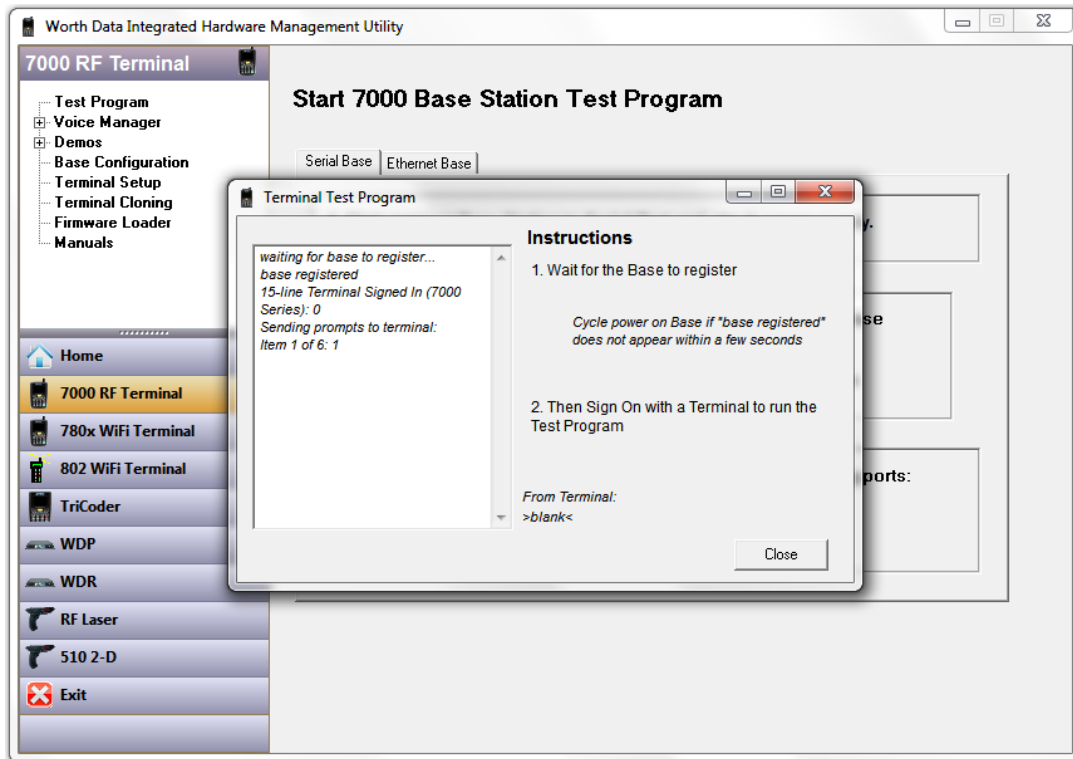 Worth Data Integrated Hardware Management Utility
7000 RF Terminal
Test Program
Voice Manager
Demos
Base Configuration
Terminal Setup
Terminal Cloning
Firmware Loader
Manuals
Home
7000 RF Terminal
780x WiFi Terminal
802 WiFi Terminal
TriCoder
WDP
WDR
RF Laser
510 2-D
Exit
Start 7000 Base Station Test Program
Serial Base
Ethernet Base
Terminal Test Program
waiting for base to register...
base registered
15-line Terminal Signed In (7000
Series): 0
Sending prompts to terminal:
Item 1 of 6: 1
Instructions
1. Wait for the Base to register
Cycle power on Base if "base registered"
does not appear within a few seconds
2. Then Sign On with a Terminal to run the
Test Program
From Terminal:
>blank<
Close